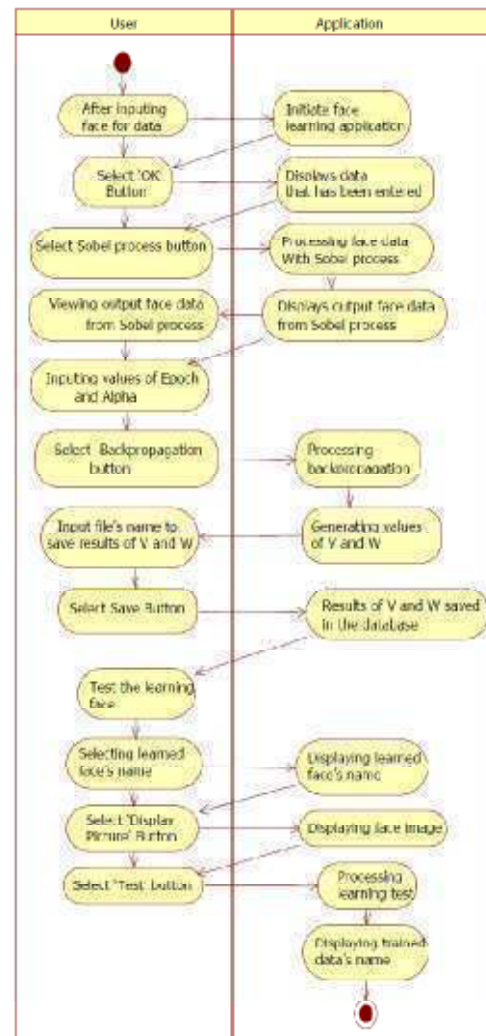 User
Application
After inputing
face for data
Initiate face
learning application
Select 'OK'
Button
Displays data
that has been entered
Select Sobel process button
Processing face data
With Sobel process
Viewing output face data
from Sobel process
Displays output face data
from Sobel process
Inputing values of Epoch
and Alpha
Select Backpropagation
button
Processing
backpropagation
Input file's name to
save results of V and W
Generating values
of V and W
Select Save Button
Results of V and W saved
in the database
Test the learning
face
Selecting learned
face's name
Displaying learned
face's name
Select 'Display
Picture' Button
Displaying face image
Select 'Test' button
Processing
learning test
Displaying trained
data's name